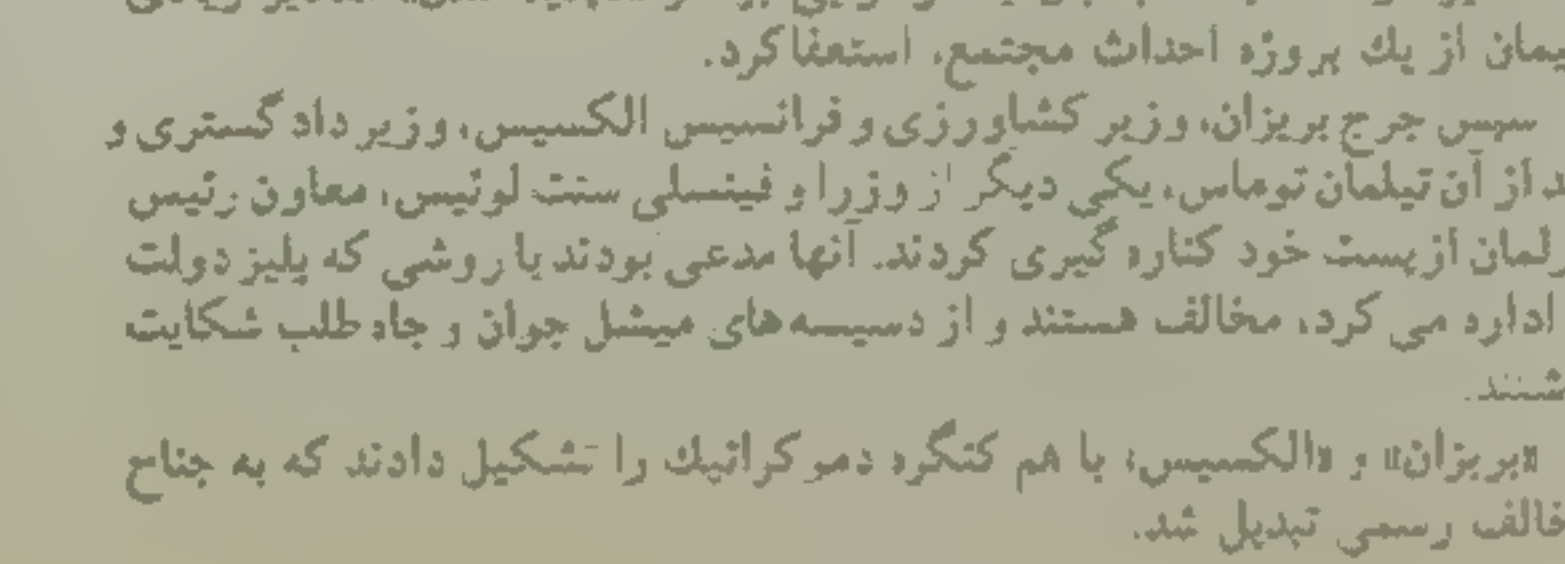 یمان از یك پروژه احداث مجتمع، استعفا کرد.
سپس جرج بریزان، وزیر کشاورزی و فرانسیس الکسیس، وزیر دادگستری و
د از آن تیلمان توماس، یکی دیگر از وزرا و فینسلی سنت لوئیس، معاون رئیس
رلمان از پست خود کناره گیری کردند. آنها مدعی بودند با روشی که بلیز دولت
اداره می کرد، مخالف هستند و از دسیسه های میشل جوان و جاه طلب شکایت
شتند.
«بریزان» و «الکسیس» با هم کنگره دموکراتیك را تشکیل دادند که به جناح
خالف رسمی تبدیل شد.